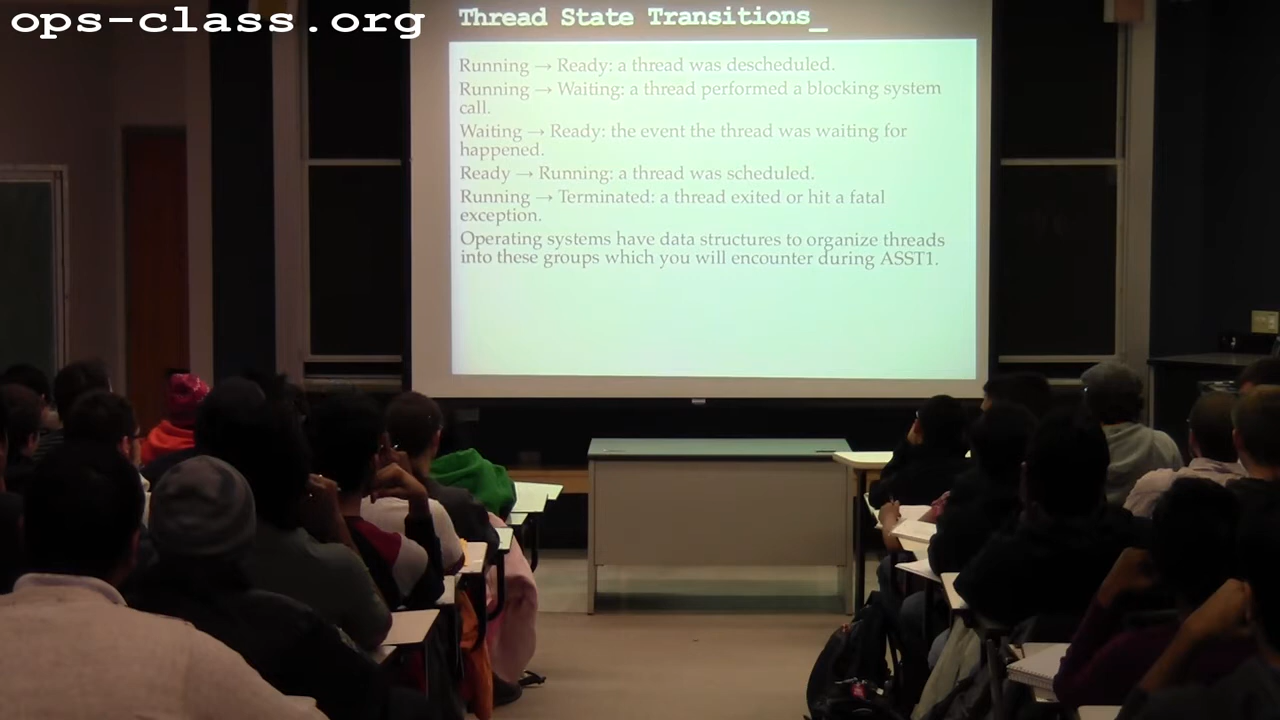 ops-class.org
Thread State Transitions_
Running → Ready: a thread was descheduled.
Running → Waiting: a thread performed a blocking system
call.
Waiting → Ready: the event the thread was waiting for
happened.
Ready → Running: a thread was scheduled.
Running → Terminated: a thread exited or hit a fatal
exception.
Operating systems have data structures to organize threads
into these groups which you will encounter during ASST1.